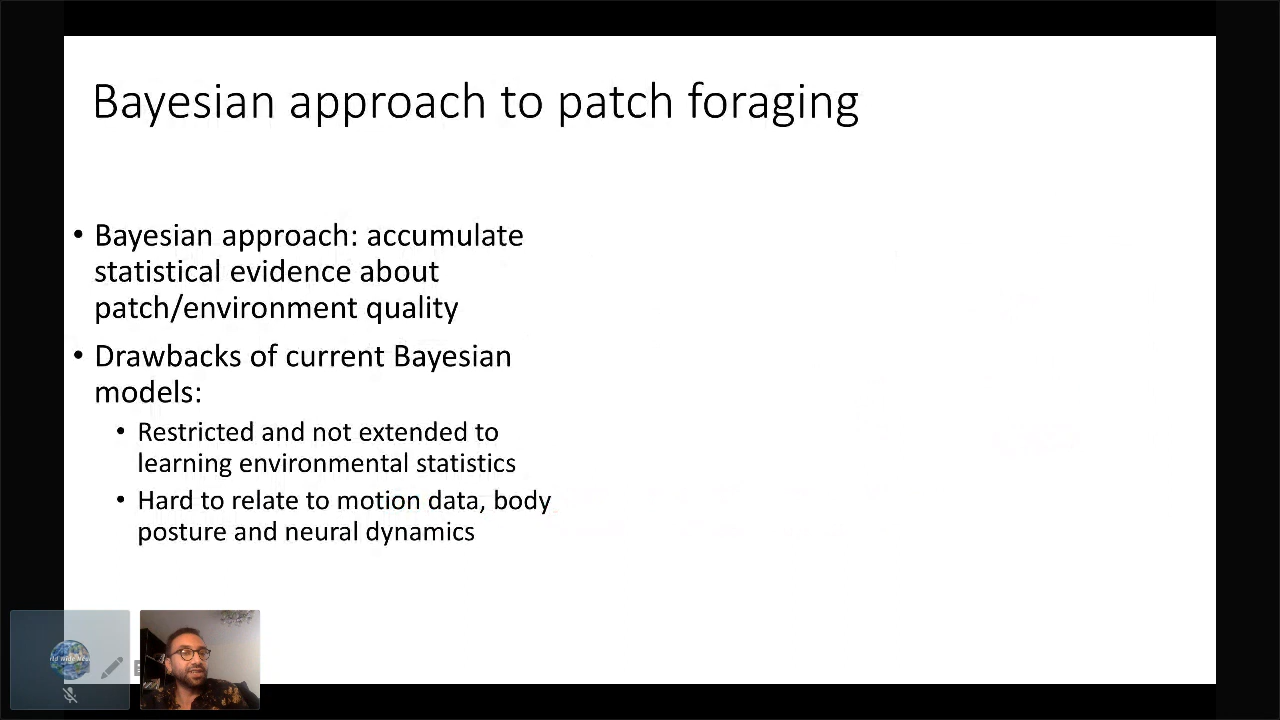 Bayesian approach to patch foraging
• Bayesian approach: accumulate
statistical evidence about
patch/environment quality
• Drawbacks of current Bayesian
models:
• Restricted and not extended to
learning environmental statistics
• Hard to relate to motion data, body
posture and neural dynamics